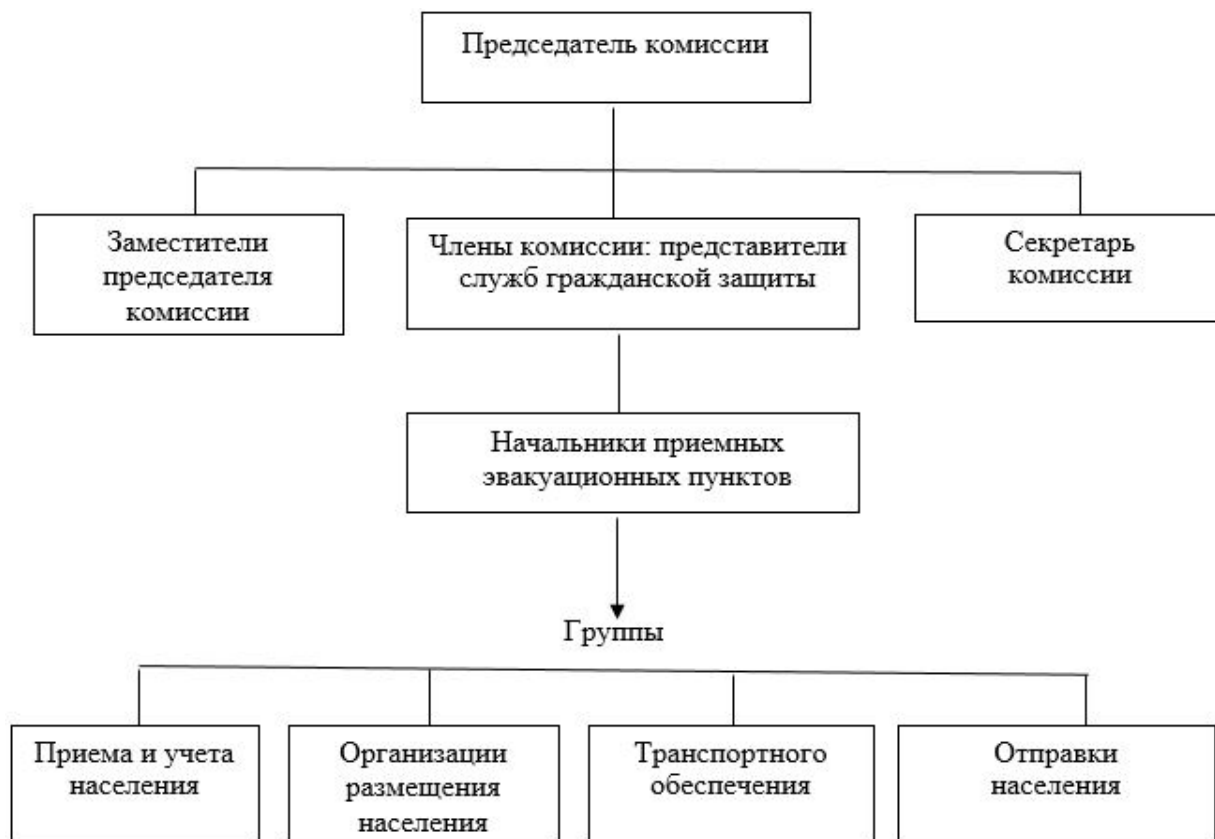 Председатель комиссии
Заместители
председателя
комиссии
Члены комиссии: представители
служб гражданской защиты
Секретарь
комиссии
Начальники приемных
эвакуационных пунктов
Группы
Приема и учета
населения
Организации
размещения
населения
Транспортного
обеспечения
Отправки
населения